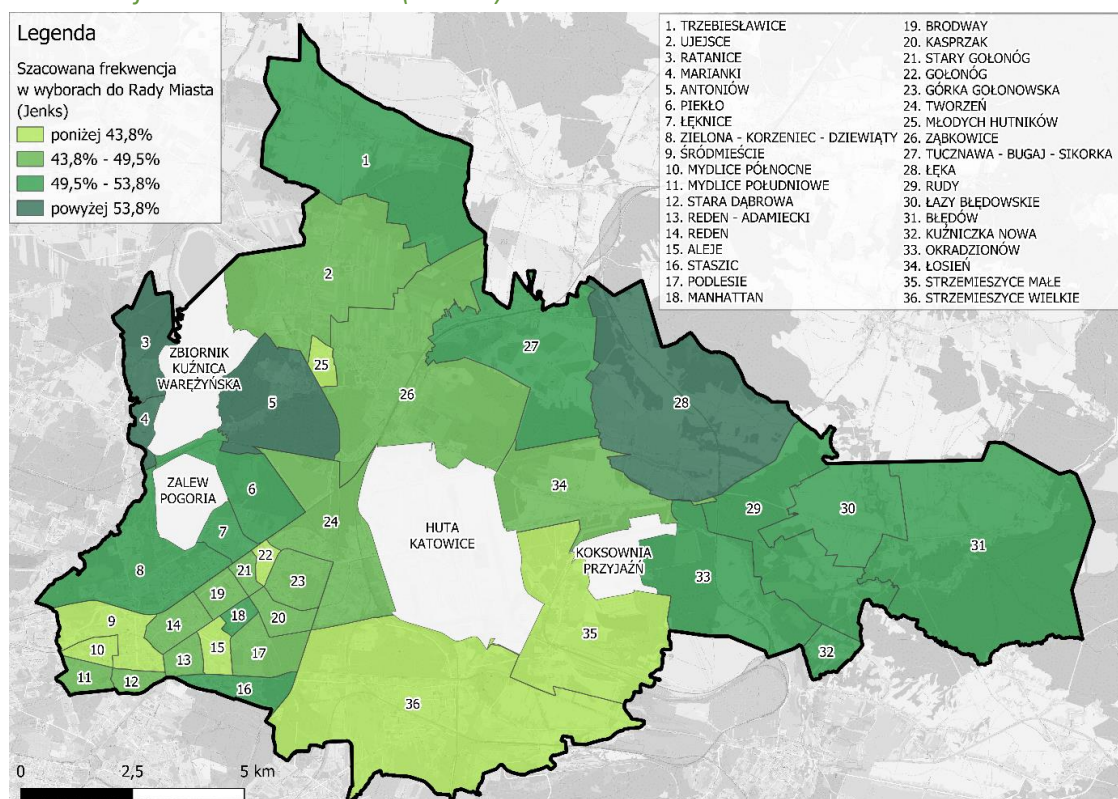 Legenda
Szacowana frekwencja
w wyborach do Rady Miasta
(Jenks)
poniżej 43,8%
43,8% - 49,5%
49,5% - 53,8%
powyżej 53,8%
1. TRZEBIESŁAWICE
2. UJEJSCE
3. RATANICE
4. MARIANKI
5. ANTONIÓW
6. PIEKŁO
7. ŁĘKNICE
8. ZIELONA - KORZENIEC - DZIEWIĄTY
9. ŚRÓDMIEŚCIE
10. MYDLICE PÓŁNOCNE
11. MYDLICE POŁUDNIOWE
12. STARA DĄBROWA
13. REDEN - ADAMIECKI
14. REDEN
15. ALEJE
16. STASZIC
17. PODLESIE
18. MANHATTAN
19. BRODWAY
20. KASPRZAK
21. STARY GOŁONÓG
22. GOŁONÓG
23. GÓRKA GOŁONOWSKA
24. TWORZEŃ
25. MŁODYCH HUTNIKÓW
26. ZĄBKOWICE
27. TUCZNAWA - BUGAJ - SIKORKA
28. ŁĘKA
29. RUDY
30. ŁAZY BŁĘDOWSKIE
31. BŁĘDÓW
32. KUŹNICZKA NOWA
33. OKRADZIONÓW
34. ŁOSIEŃ
35. STRZEMIESZYCE MAŁE
36. STRZEMIESZYCE WIELKIE
1
2
3
ZBIORNIK
KUŹNICA
WARĘŻYŃSKA
25
27
5
26
28
4
ZALEW
POGORIA
6
34
24
7
HUTA
KATOWICE
29
30
31
KOKSOWNIA
PRZYJAŹŃ
8
22
21
23
33
19
18
20
9
14
15
17
35
10
13
32
11
12
16
36
0
2,5
5 km